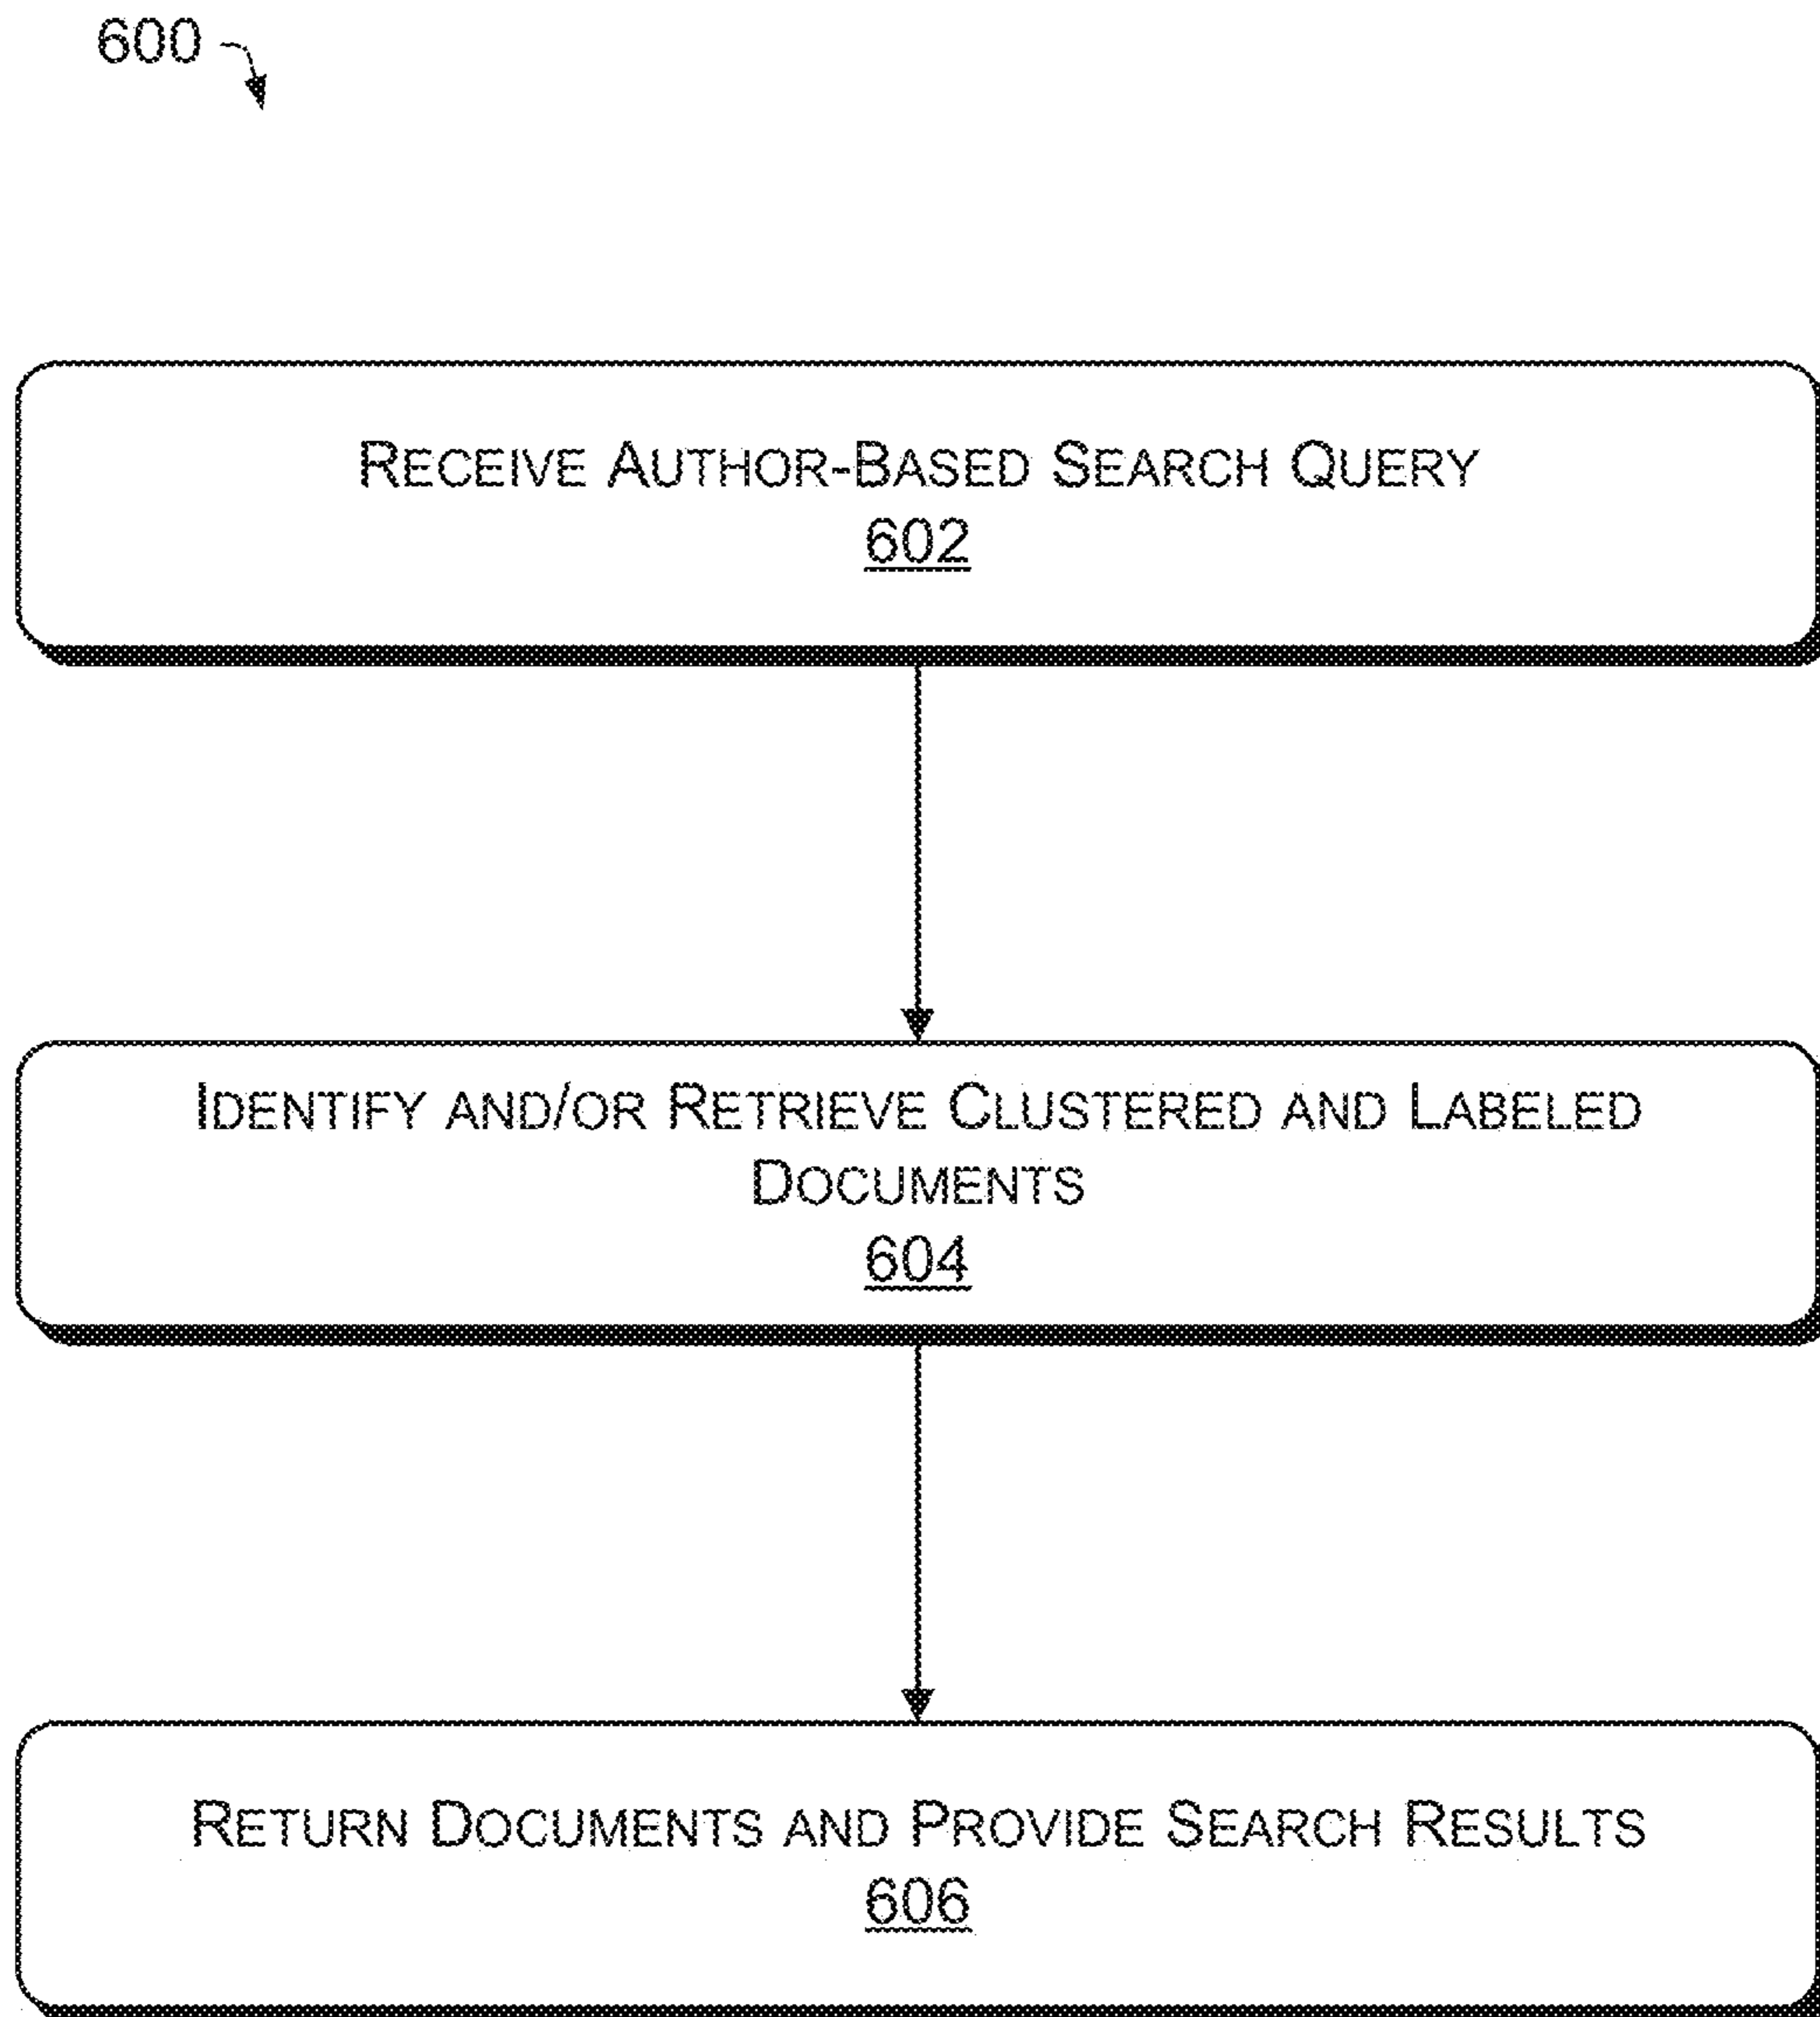 600
RECEIVE AUTHOR-BASED SEARCH QUERY
602
IDENTIFY AND/OR RETRIEVE CLUSTERED AND LABELED
DOCUMENTS
604
RETURN DOCUMENTS AND PROVIDE SEARCH RESULTS
606